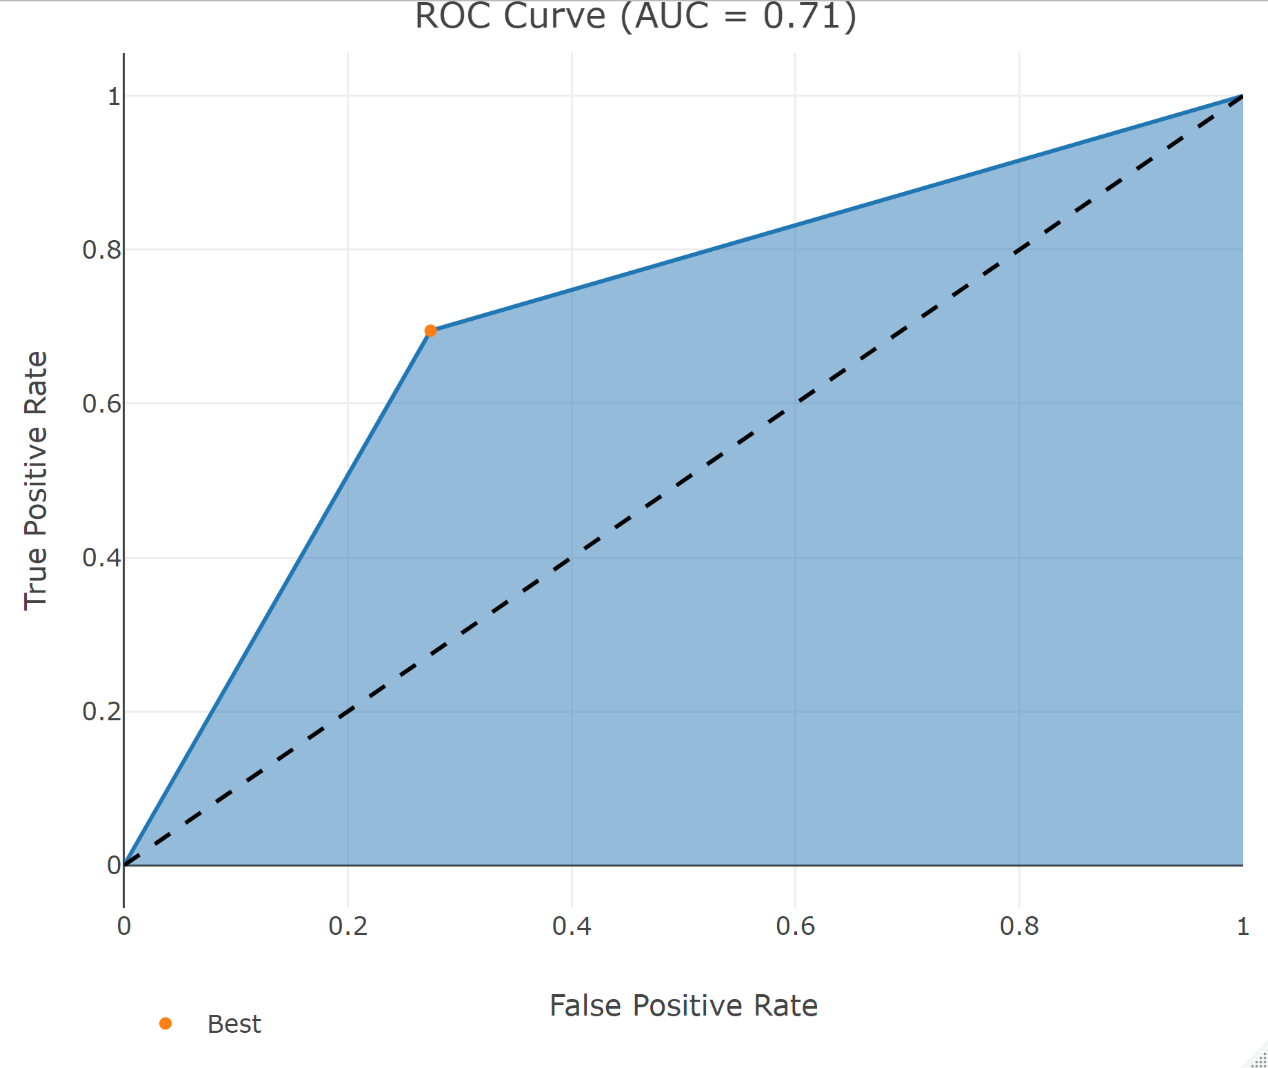 ROC Curve (AUC = 0.71)
1
0.8
0.6
0.4
0.2
0
True Positive Rate
0 0.2 0.4 0.6 0.8 1
False Positive Rate
Best